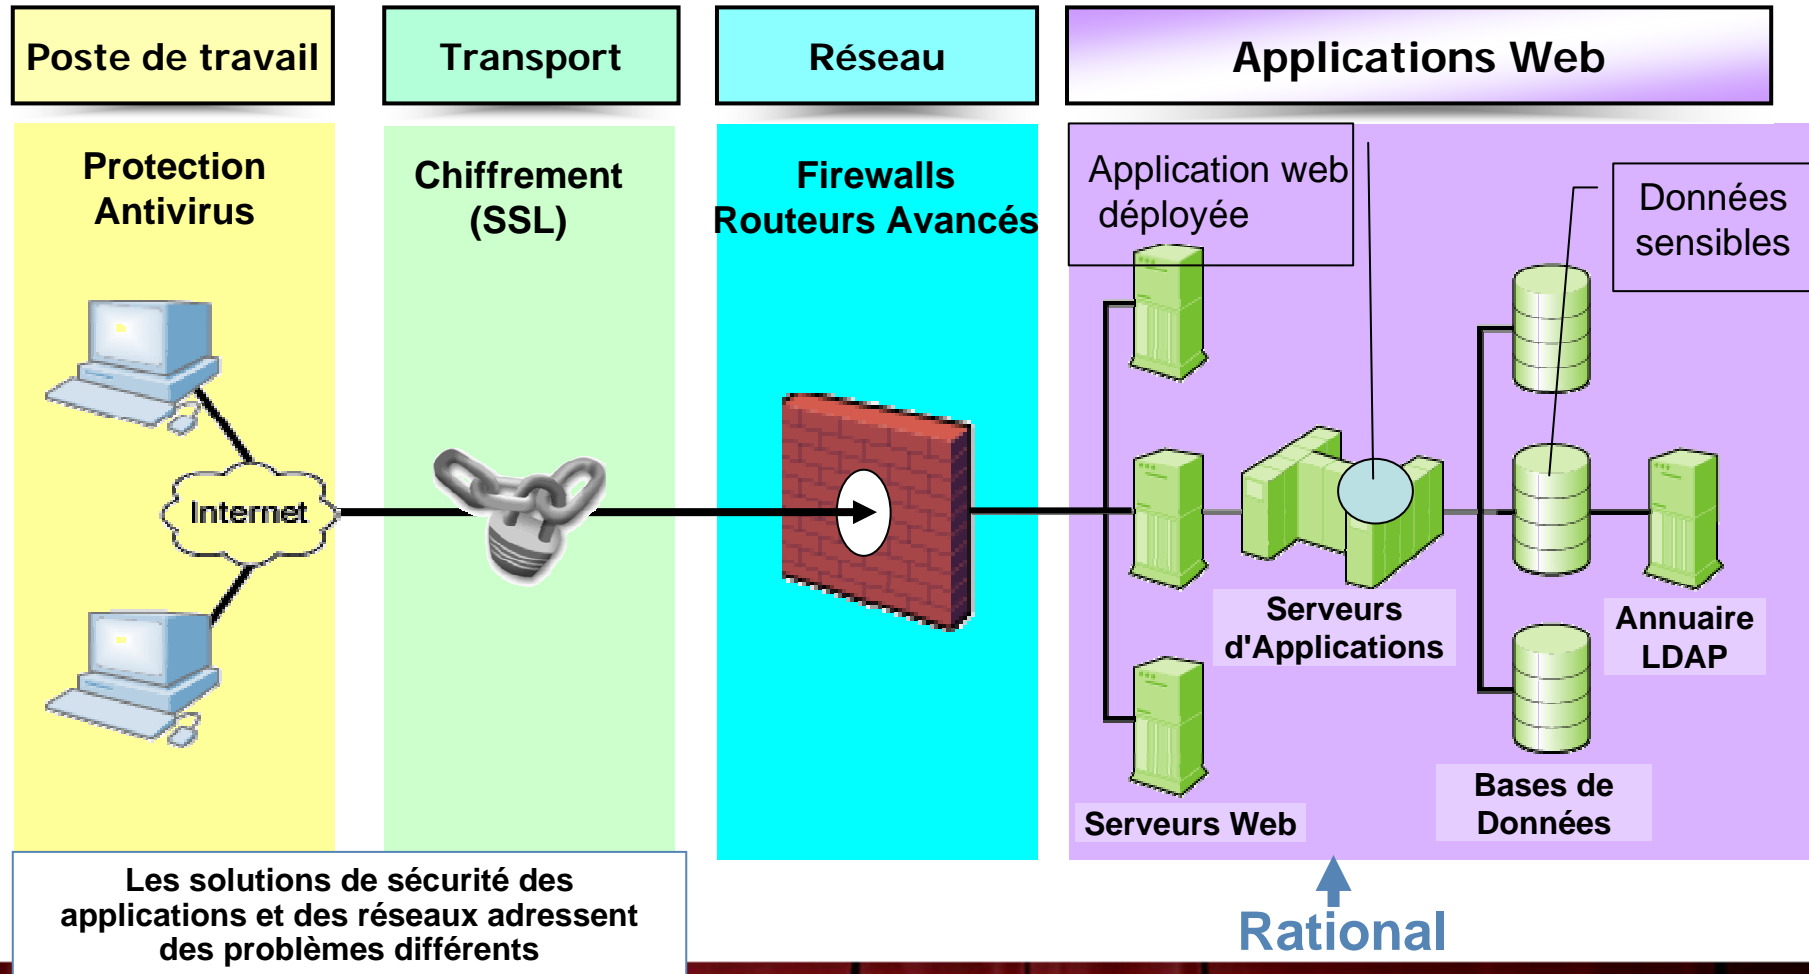 Poste de travail
Transport
Réseau
Applications Web
Protection
Antivirus
Chiffrement
(SSL)
Firewalls
Routeurs Avancés
Application web
déployée
Données
sensibles
Internet
Serveurs
d'Applications
Annuaire
LDAP
Serveurs Web
Bases de
Données
Les solutions de sécurité des
applications et des réseaux adressent
des problèmes différents
Rational